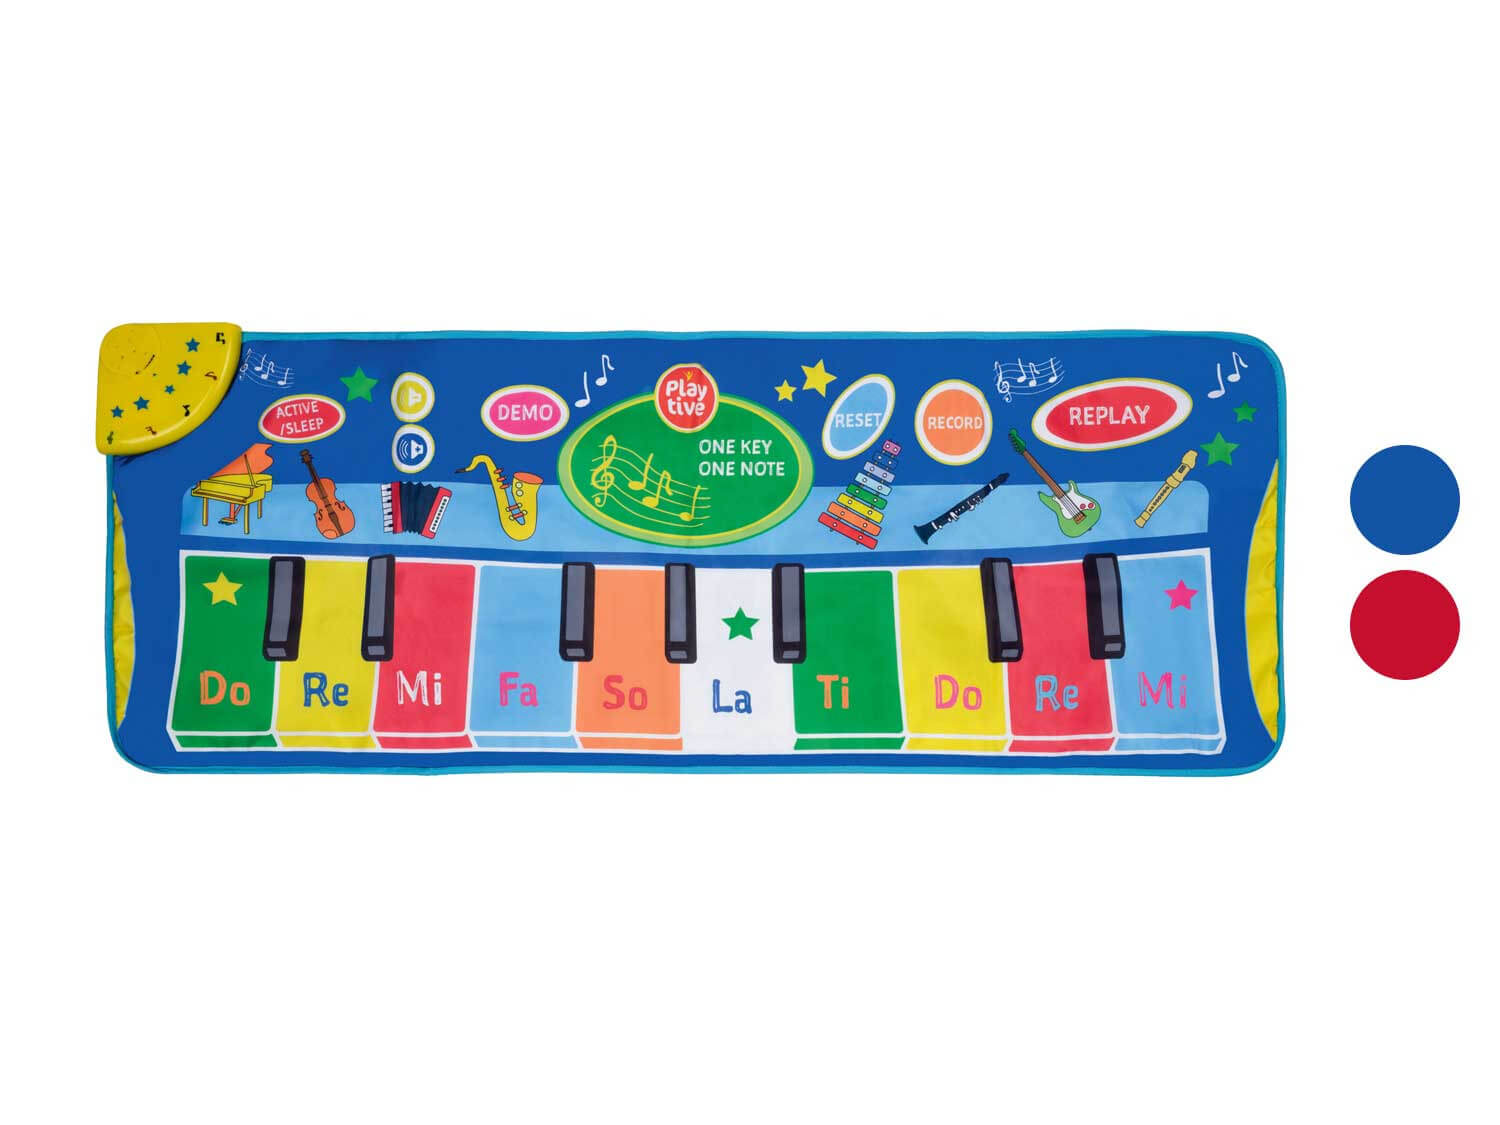 ACTIVE
/SLEEP
DEMO
Play
tive
ONE KEY
ONE NOTE
RESET
RECORD
REPLAY
Do Re Mi Fa So La Ti Do Re Mi